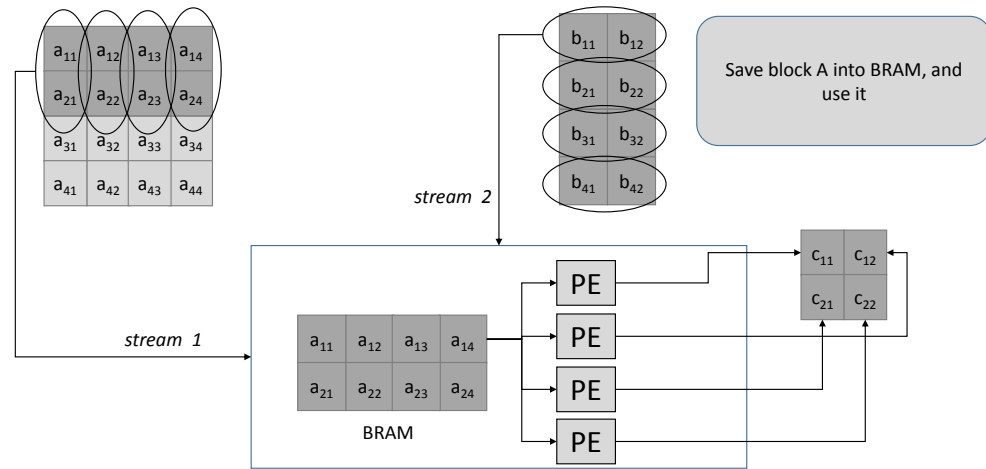 a₁₁ a₁₂ a₁₃ a₁₄
a₂₁ a₂₂ a₂₃ a₂₄
a₃₁ a₃₂ a₃₃ a₃₄
a₄₁ a₄₂ a₄₃ a₄₄
b₁₁ b₁₂
b₂₁ b₂₂
b₃₁ b₃₂
b₄₁ b₄₂
Save block A into BRAM, and
use it
stream 2
stream 1
a₁₁ a₁₂ a₁₃ a₁₄
a₂₁ a₂₂ a₂₃ a₂₄
BRAM
PE
PE
PE
PE
c₁₁ c₁₂
c₂₁ c₂₂